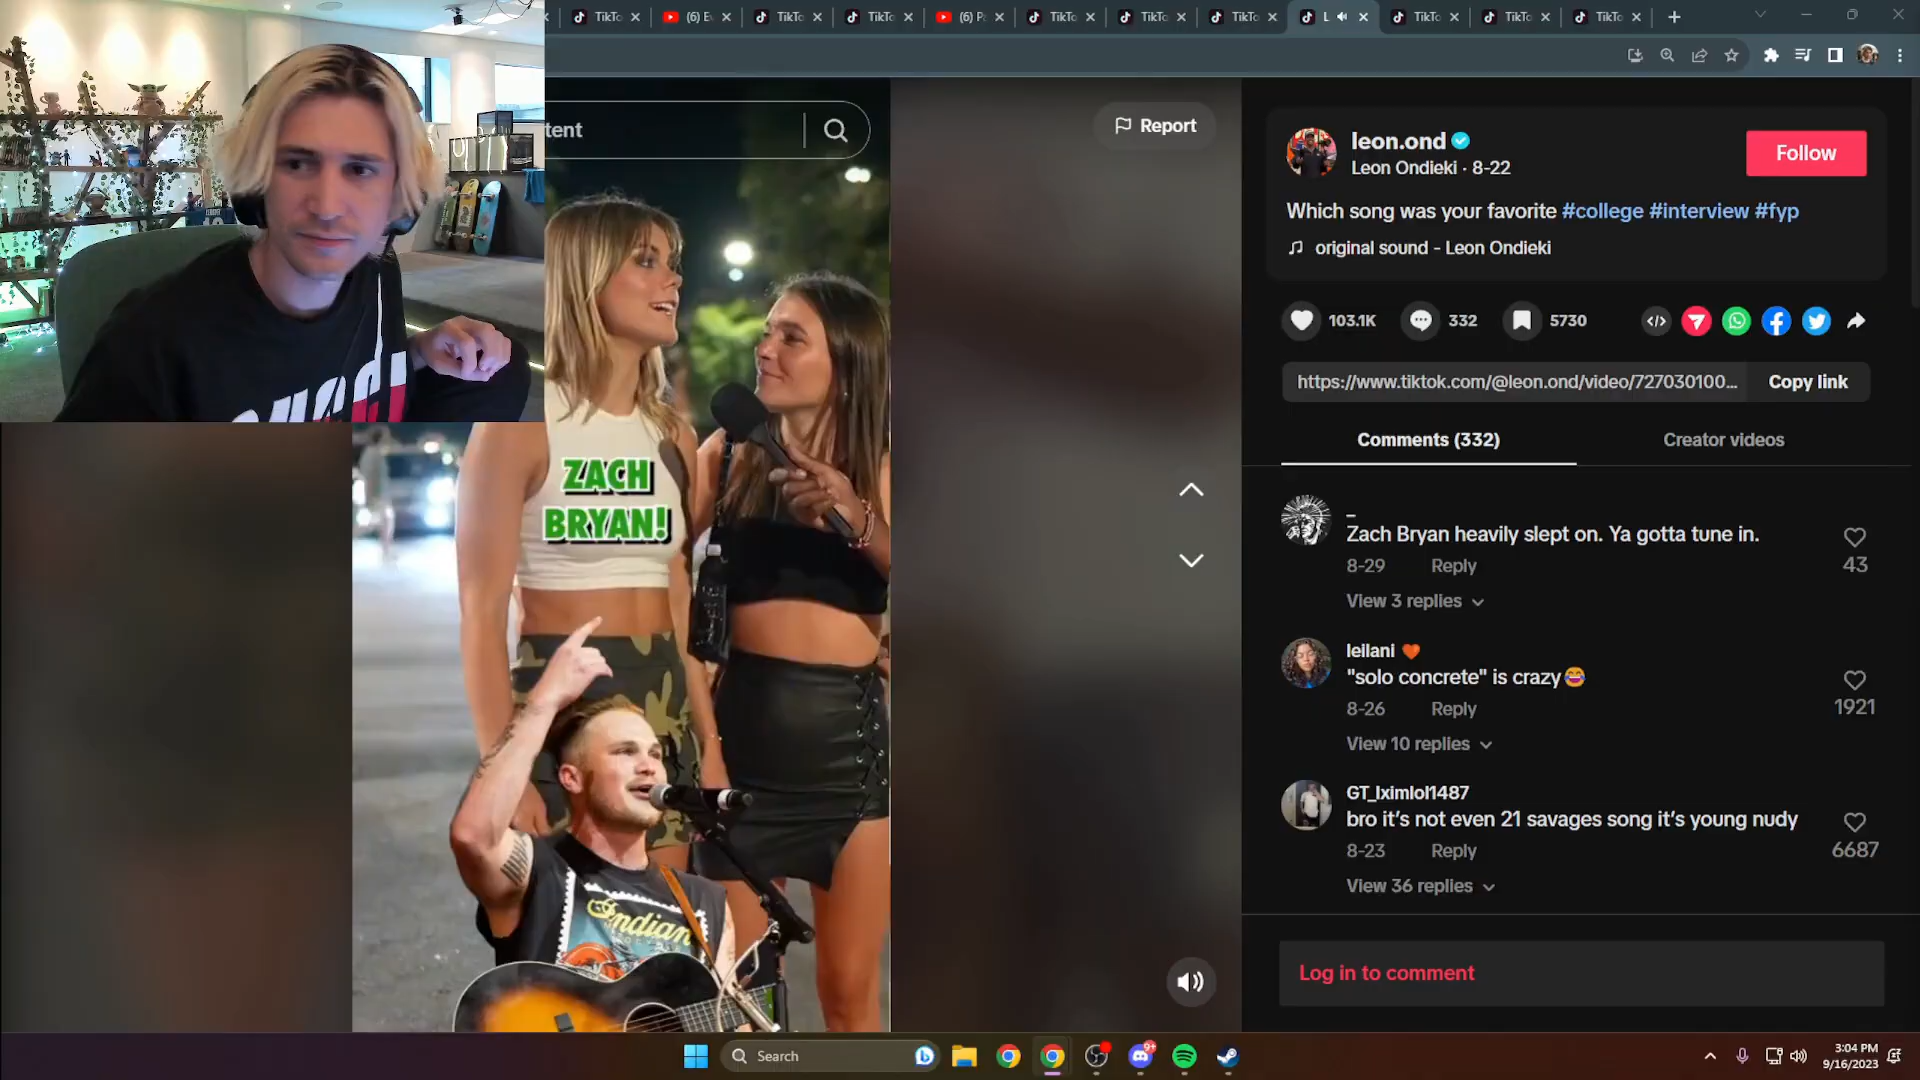 TikTo
(6) E
TikTo
TikTo
(6) P
TikTo
TikTo
TikTo
L
TikTo
TikTo
TikTo
tent
Report
leon.ond
Leon Ondieki · 8-22
Follow
Which song was your favorite #college #interview #fyp
original sound - Leon Ondieki
103.1K
332
5730
https://www.tiktok.com/@leon.ond/video/727030100...
Copy link
Comments (332)
Creator videos
_
Zach Bryan heavily slept on. Ya gotta tune in.
8-29 Reply
43
View 3 replies
leilani
"solo concrete" is crazy😂
8-26 Reply
1921
View 10 replies
GT_lximlol1487
bro it's not even 21 savages song it's young nudy
8-23 Reply
6687
View 36 replies
Log in to comment
ZACH
BRYAN!
Indian
Search
9+
3:04 PM
9/16/2023